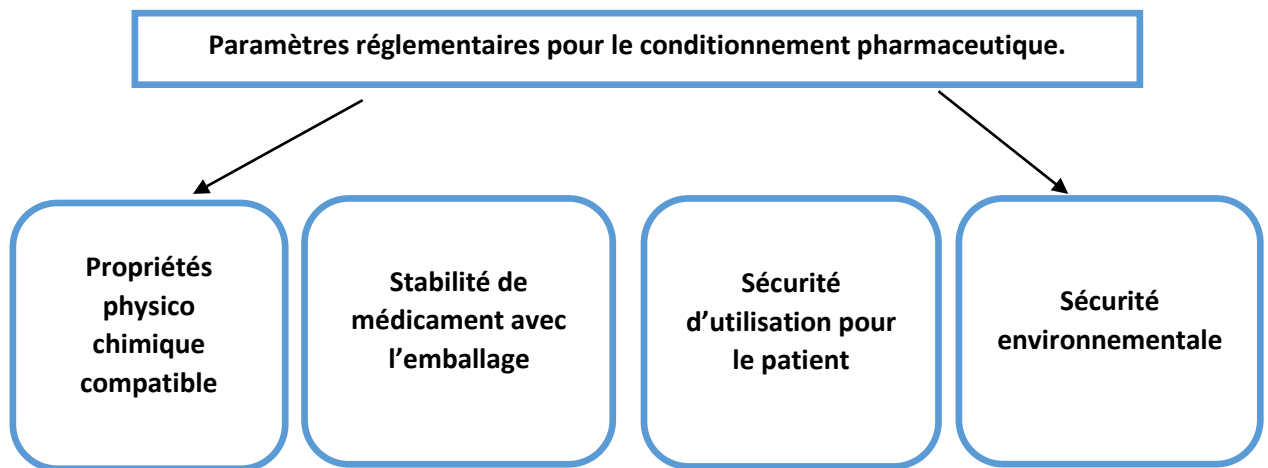 Paramètres réglementaires pour le conditionnement pharmaceutique.
Propriétés
physico
chimique
compatible
Stabilité de
médicament avec
l’emballage
Sécurité
d’utilisation pour
le patient
Sécurité
environnementale